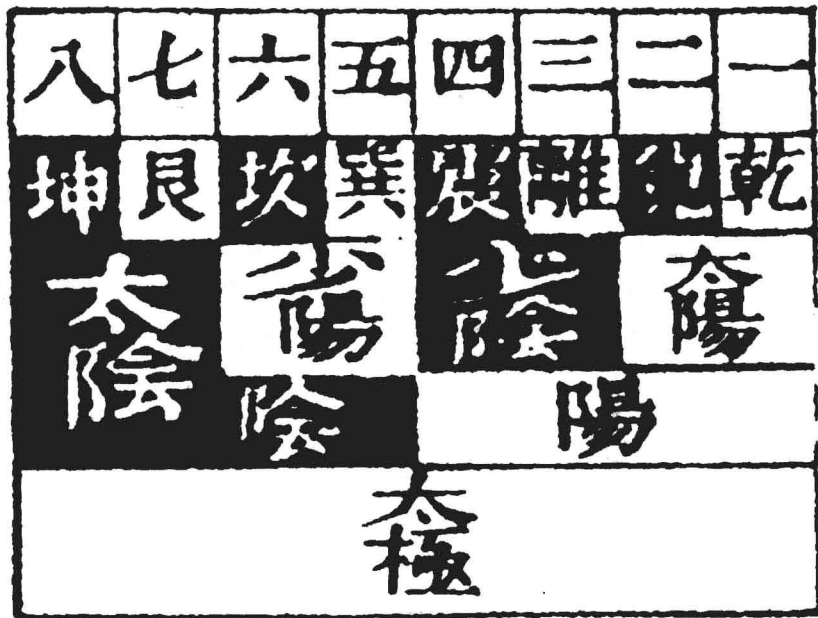 一 二 三 四 五 六 七 八
乾 兌 離 震 巽 坎 艮 坤
太陽 少陰 少陽 太陰
陽 陰
太極